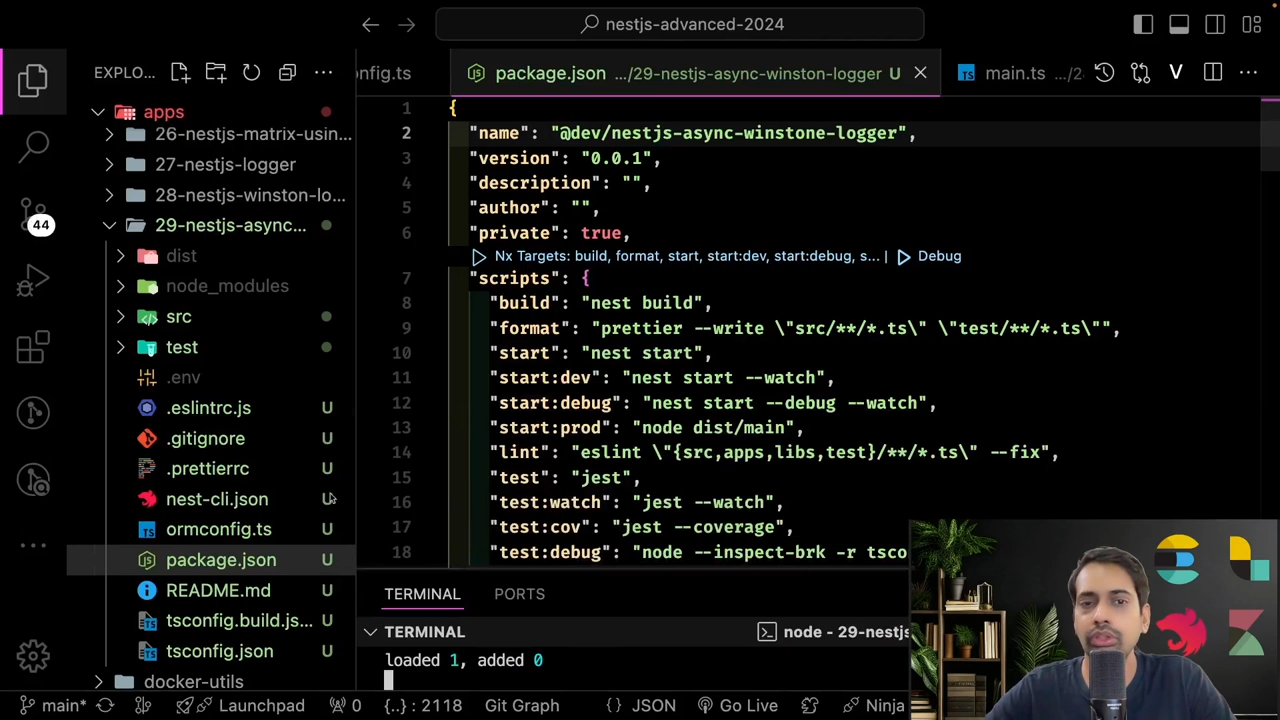 nestjs-advanced-2024
EXPLO...
onfig.ts
package.json .../29-nestjs-async-winston-logger U
main.ts .../2
apps
26-nestjs-matrix-usin...
27-nestjs-logger
28-nestjs-winston-lo...
29-nestjs-async...
dist
node_modules
src
test
.env
.eslintrc.js U
.gitignore U
.prettierrc U
nest-cli.json U
ormconfig.ts U
package.json U
README.md U
tsconfig.build.js... U
tsconfig.json U
docker-utils
44
1 {
2 "name": "@dev/nestjs-async-winstone-logger",
3 "version": "0.0.1",
4 "description": "",
5 "author": "",
6 "private": true,
Nx Targets: build, format, start, start:dev, start:debug, s... | Debug
7 "scripts": {
8 "build": "nest build",
9 "format": "prettier --write \"src/**/*.ts\" \"test/**/*.ts\"",
10 "start": "nest start",
11 "start:dev": "nest start --watch",
12 "start:debug": "nest start --debug --watch",
13 "start:prod": "node dist/main",
14 "lint": "eslint \"{src,apps,libs,test}/**/*.ts\" --fix",
15 "test": "jest",
16 "test:watch": "jest --watch",
17 "test:cov": "jest --coverage",
18 "test:debug": "node --inspect-brk -r tsco
TERMINAL PORTS
TERMINAL
node - 29-nestjs
loaded 1, added 0
main* Launchpad 0 {..} : 2118 Git Graph { } JSON Go Live Ninja